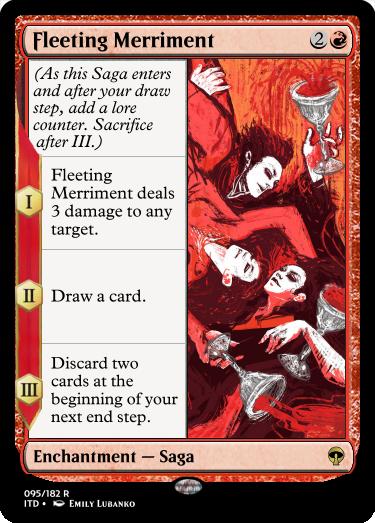 Fleeting Merriment 2
(As this Saga enters
and after your draw
step, add a lore
counter. Sacrifice
after III.)
I
Fleeting
Merriment deals
3 damage to any
target.
II
Draw a card.
III
Discard two
cards at the
beginning of your
next end step.
Enchantment — Saga
095/182 R
ITD • Emily Lubanko